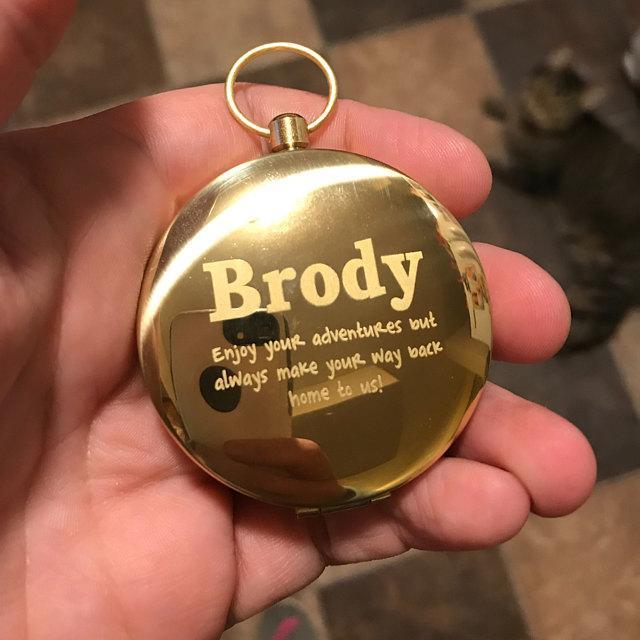 Brody
Enjoy your adventures but
always make your way back
home to us!